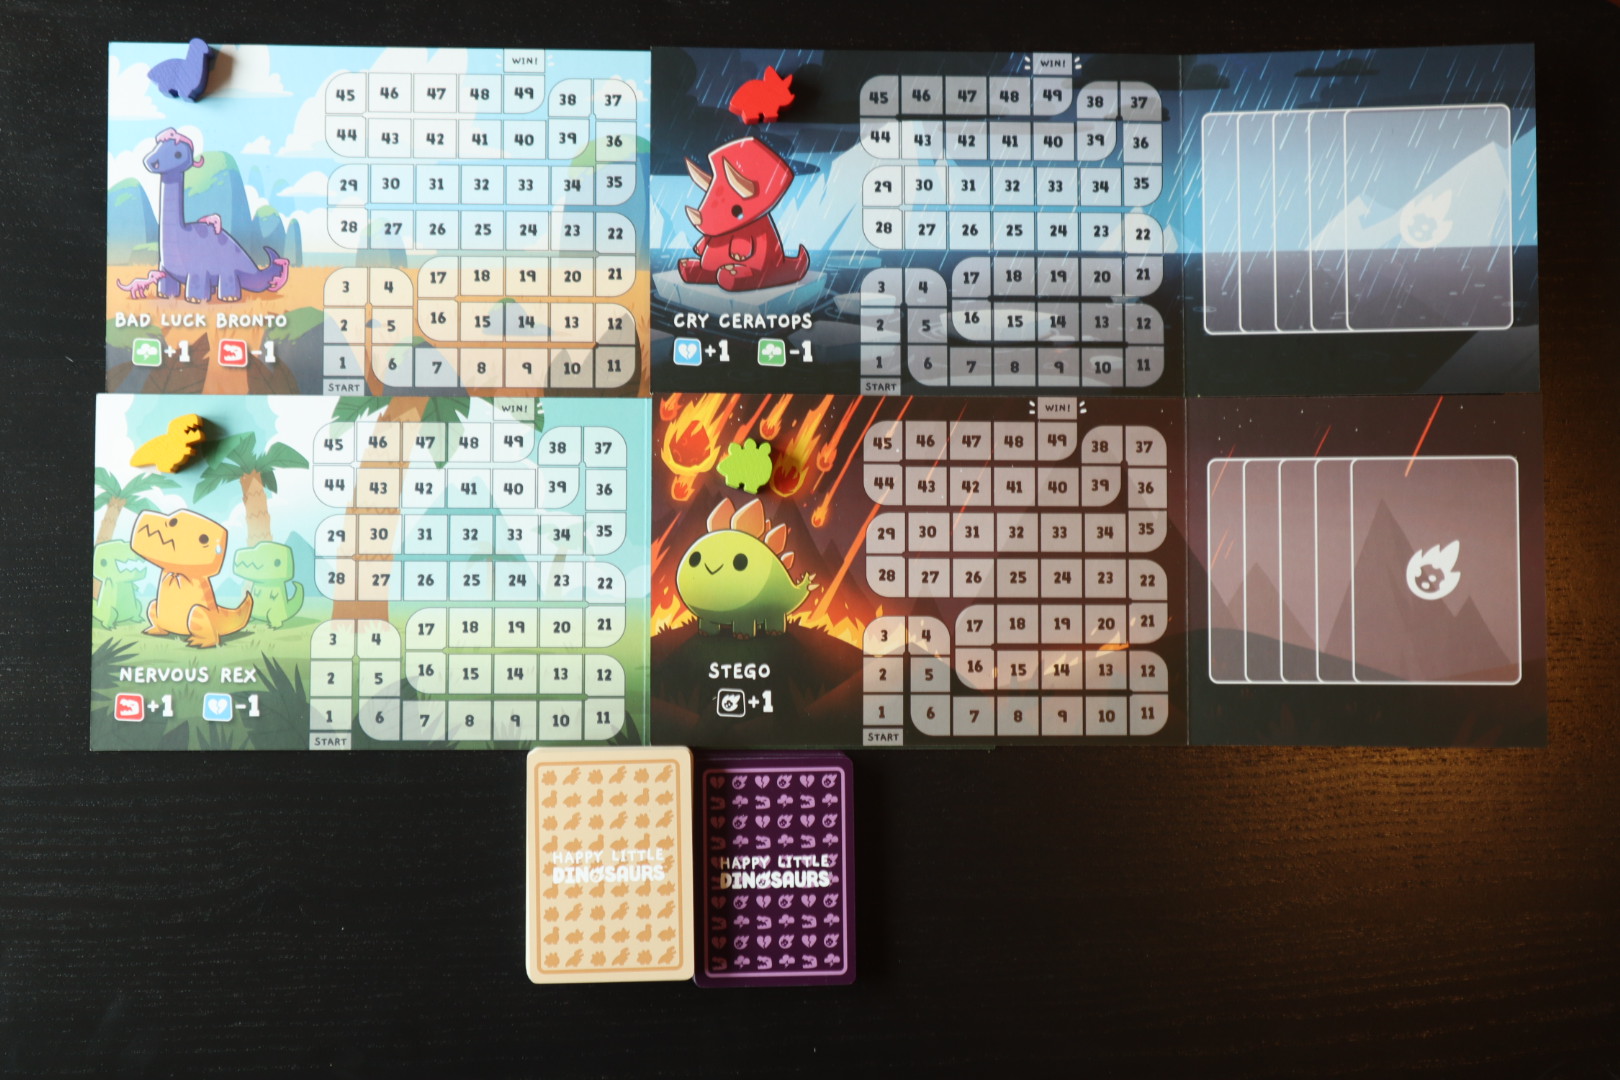 WIN!
45 46 47 48 49 38 37
44 43 42 41 40 39 36
29 30 31 32 33 34 35
28 27 26 25 24 23 22
3 4 17 18 19 20 21
2 5 16 15 14 13 12
1 6 7 8 9 10 11
START
BAD LUCK BRONTO
+1 -1
WIN!
45 46 47 48 49 38 37
44 43 42 41 40 39 36
29 30 31 32 33 34 35
28 27 26 25 24 23 22
3 4 17 18 19 20 21
2 5 16 15 14 13 12
1 6 7 8 9 10 11
START
CRY CERATOPS
+1 -1
WIN!
45 46 47 48 49 38 37
44 43 42 41 40 39 36
29 30 31 32 33 34 35
28 27 26 25 24 23 22
3 4 17 18 19 20 21
2 5 16 15 14 13 12
1 6 7 8 9 10 11
START
NERVOUS REX
+1 -1
WIN!
45 46 47 48 49 38 37
44 43 42 41 40 39 36
29 30 31 32 33 34 35
28 27 26 25 24 23 22
3 4 17 18 19 20 21
2 5 16 15 14 13 12
1 6 7 8 9 10 11
START
STEGO
+1
HAPPY LITTLE
DINOSAURS
HAPPY LITTLE
DINOSAURS